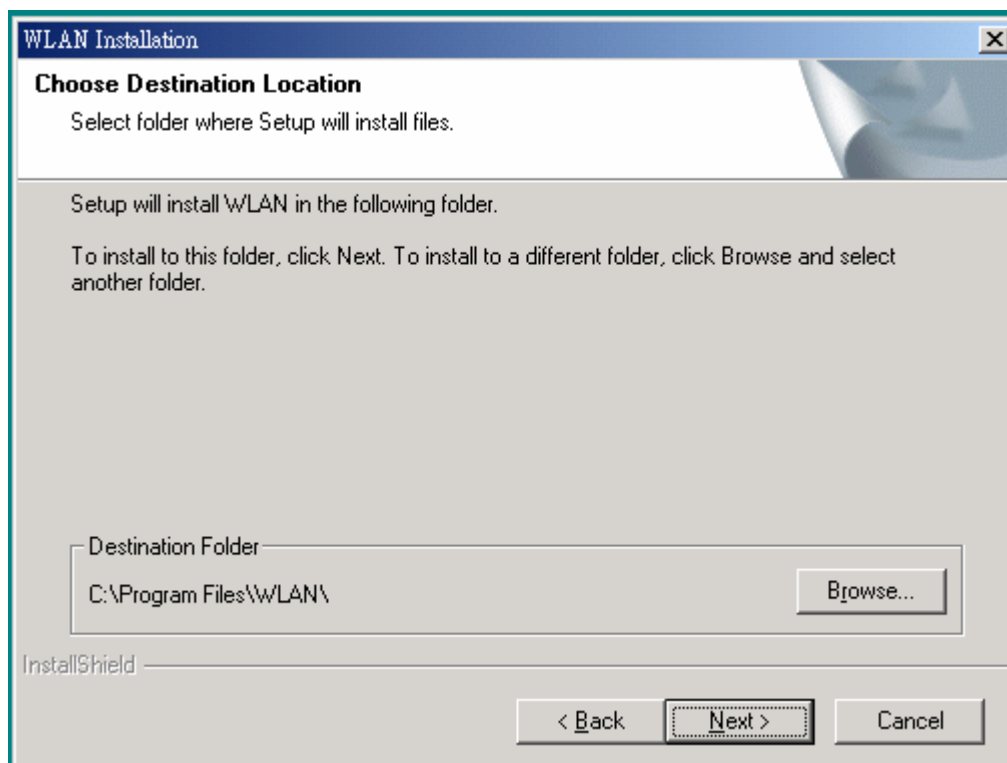 WLAN Installation
Choose Destination Location
Select folder where Setup will install files.
Setup will install WLAN in the following folder.
To install to this folder, click Next. To install to a different folder, click Browse and select
another folder.
Destination Folder
C:\Program Files\WLAN\
Browse...
InstallShield
< Back
Next >
Cancel